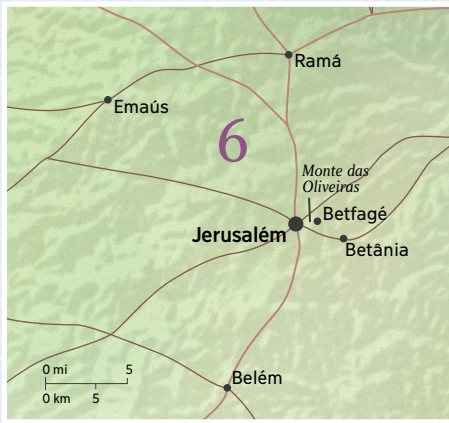 Ramá
Emaús
6
Monte das
Oliveiras
Betfagé
Jerusalém
Betânia
0 mi 5
0 km 5
Belém